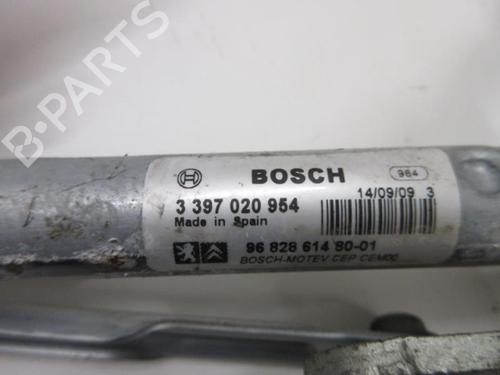 B-PARTS
BOSCH
984
14/09/09 3
3 397 020 954
Made in Spain
96 828 614 80-01
BOSCH-MOTEV CEP CEM00